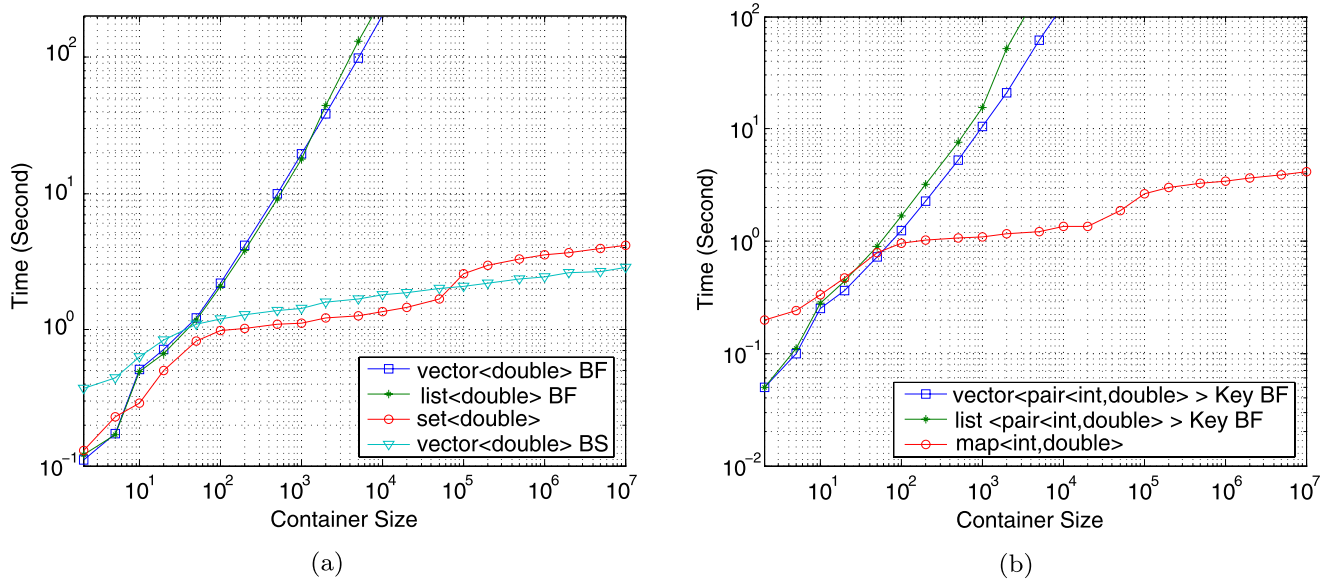 10^2
10^1
10^0
10^-1
Time (Second)
10^1 10^2 10^3 10^4 10^5 10^6 10^7
Container Size
vector<double> BF
list<double> BF
set<double>
vector<double> BS
(a)
10^2
10^1
10^0
10^-1
10^-2
Time (Second)
10^1 10^2 10^3 10^4 10^5 10^6 10^7
Container Size
vector<pair<int,double> > Key BF
list <pair<int,double> > Key BF
map<int,double>
(b)